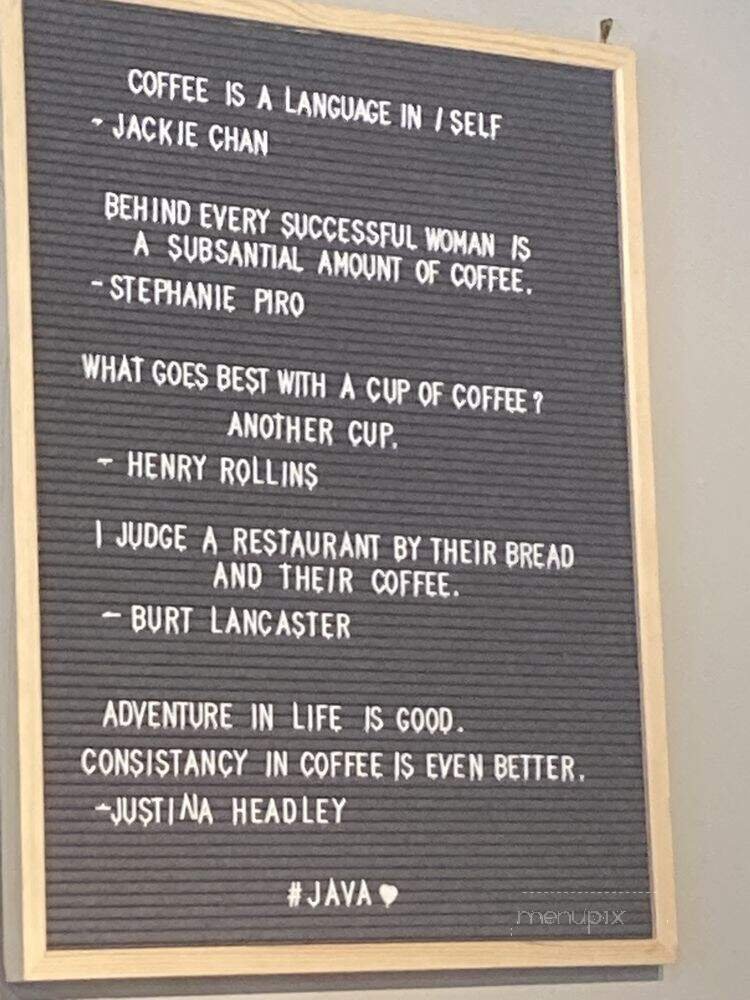 COFFEE IS A LANGUAGE IN I SELF
- JACKIE CHAN
BEHIND EVERY SUCCESSFUL WOMAN IS
A SUBSANTIAL AMOUNT OF COFFEE.
- STEPHANIE PIRO
WHAT GOES BEST WITH A CUP OF COFFEE?
ANOTHER CUP.
- HENRY ROLLINS
I JUDGE A RESTAURANT BY THEIR BREAD
AND THEIR COFFEE.
- BURT LANCASTER
ADVENTURE IN LIFE IS GOOD.
CONSISTANCY IN COFFEE IS EVEN BETTER.
-JUSTINA HEADLEY
#JAVA♥
menupix